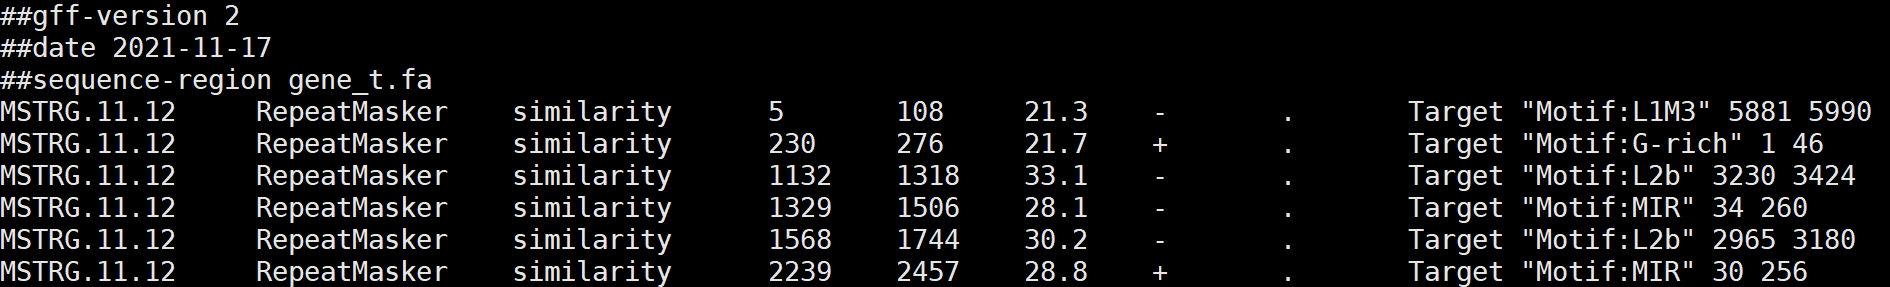 ##gff-version 2
##date 2021-11-17
##sequence-region gene_t.fa
MSTRG.11.12 RepeatMasker similarity 5 108 21.3 - . Target "Motif:L1M3" 5881 5990
MSTRG.11.12 RepeatMasker similarity 230 276 21.7 + . Target "Motif:G-rich" 1 46
MSTRG.11.12 RepeatMasker similarity 1132 1318 33.1 - . Target "Motif:L2b" 3230 3424
MSTRG.11.12 RepeatMasker similarity 1329 1506 28.1 - . Target "Motif:MIR" 34 260
MSTRG.11.12 RepeatMasker similarity 1568 1744 30.2 - . Target "Motif:L2b" 2965 3180
MSTRG.11.12 RepeatMasker similarity 2239 2457 28.8 + . Target "Motif:MIR" 30 256